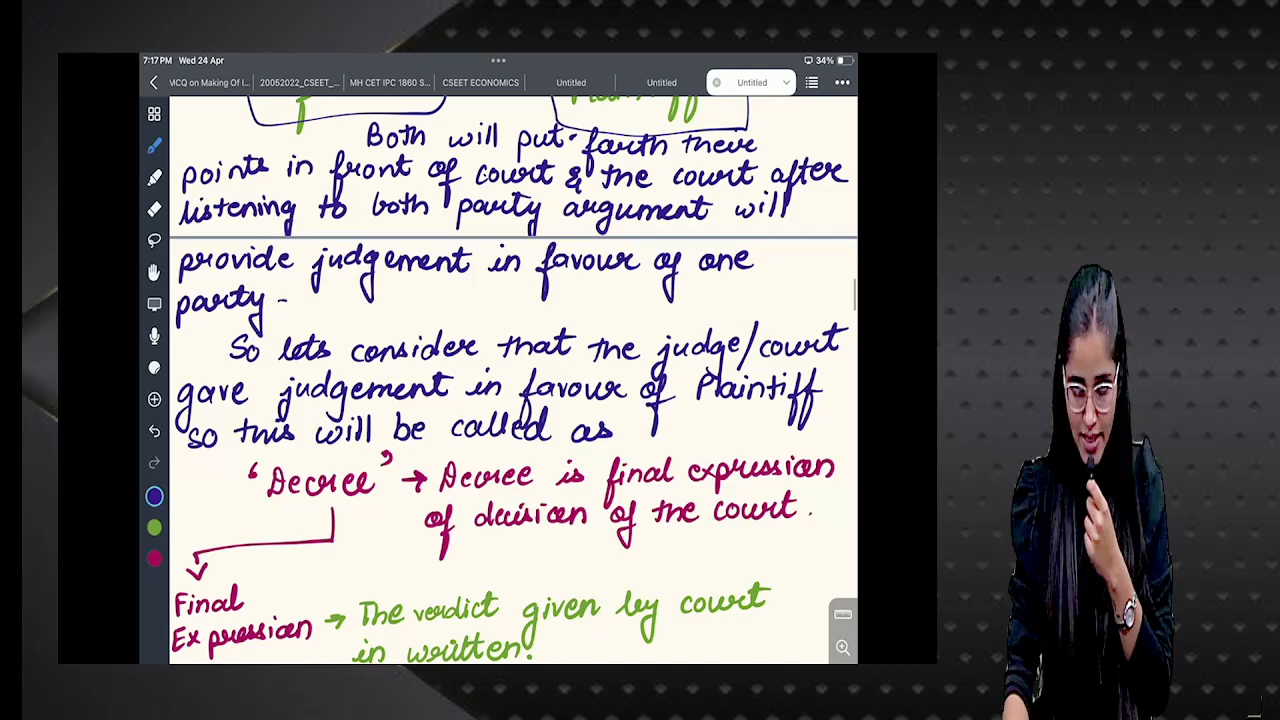 7:17 PM Wed 24 Apr
34%
MCQ on Making Of I...
20052022_CSEET_...
MH CET IPC 1860 S...
CSEET ECONOMICS
Untitled
Untitled
Untitled
Both will put farth their
points in front of court & the court after
listening to both party argument will
provide judgement in favour of one
party -
So lets consider that the judge/court
gave judgement in favour of Plaintiff
so this will be called as
"Decree" → Decree is final expression
of decision of the court.
Final
Expression → The verdict given by court
in written.